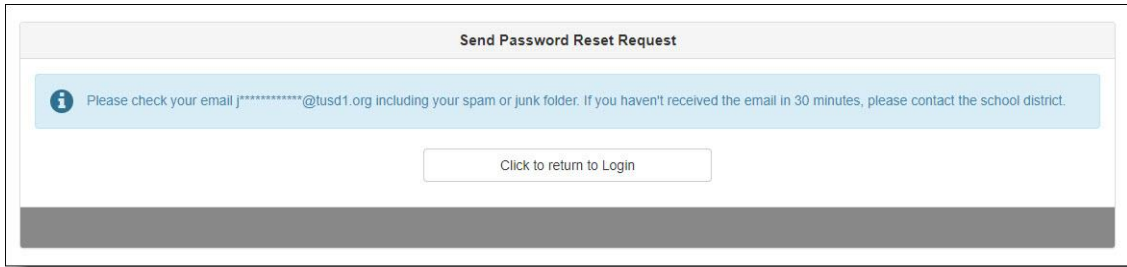 Send Password Reset Request
Please check your email j************@tusd1.org including your spam or junk folder. If you haven't received the email in 30 minutes, please contact the school district.
Click to return to Login